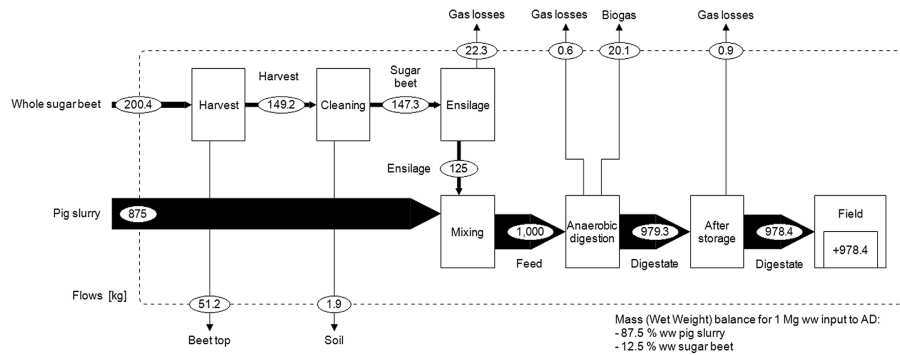 Gas losses
Gas losses
Biogas
Gas losses
22.3
0.6
20.1
0.9
Harvest
Sugar
beet
Whole sugar beet
200.4
Harvest
149.2
Cleaning
147.3
Ensilage
Ensilage
125
Pig slurry
875
Mixing
1,000
Feed
Anaerobic
digestion
979.3
Digestate
After
storage
978.4
Digestate
Field
+978.4
Flows [kg]
51.2
1.9
Beet top
Soil
Mass (Wet Weight) balance for 1 Mg ww input to AD:
- 87.5 % ww pig slurry
- 12.5 % ww sugar beet